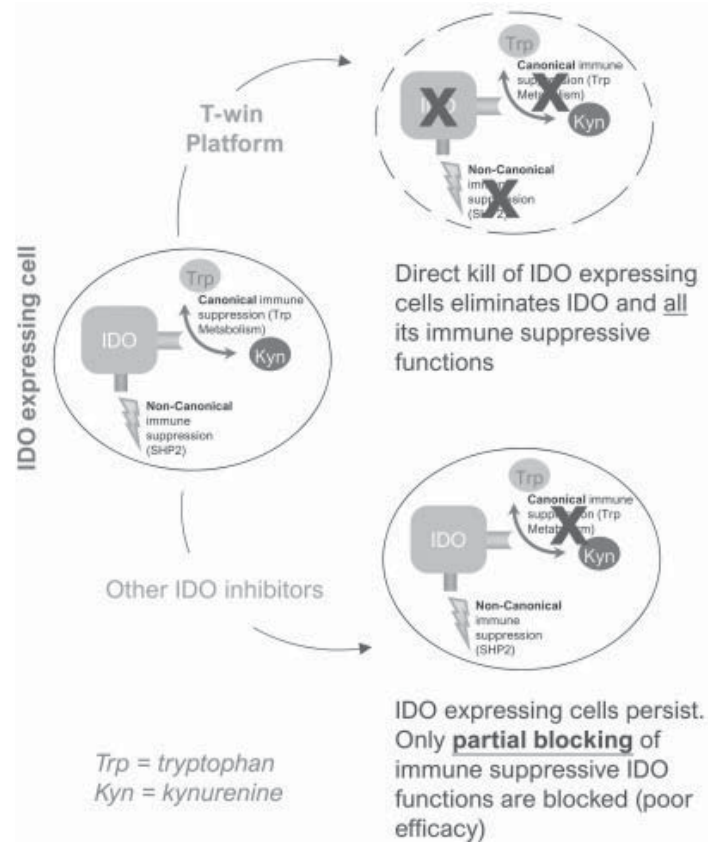 IDO expressing cell
T-win
Platform
Trp
Canonical immune
Metabolism)
Kyn
Non-Canonical
Direct kill of IDO expressing
cells eliminates IDO and all
its immune suppressive
functions
Trp
Canonical immune
suppression (Trp
Metabolism)
IDO
Kyn
Non-Canonical
immune
suppression
(SHP2)
Other IDO inhibitors
Trp
Canonical immune
IDO
Kyn
Non-Canonical
immune
suppression
(SHP2)
IDO expressing cells persist.
Only partial blocking of
immune suppressive IDO
functions are blocked (poor
efficacy)
Trp = tryptophan
Kyn = kynurenine